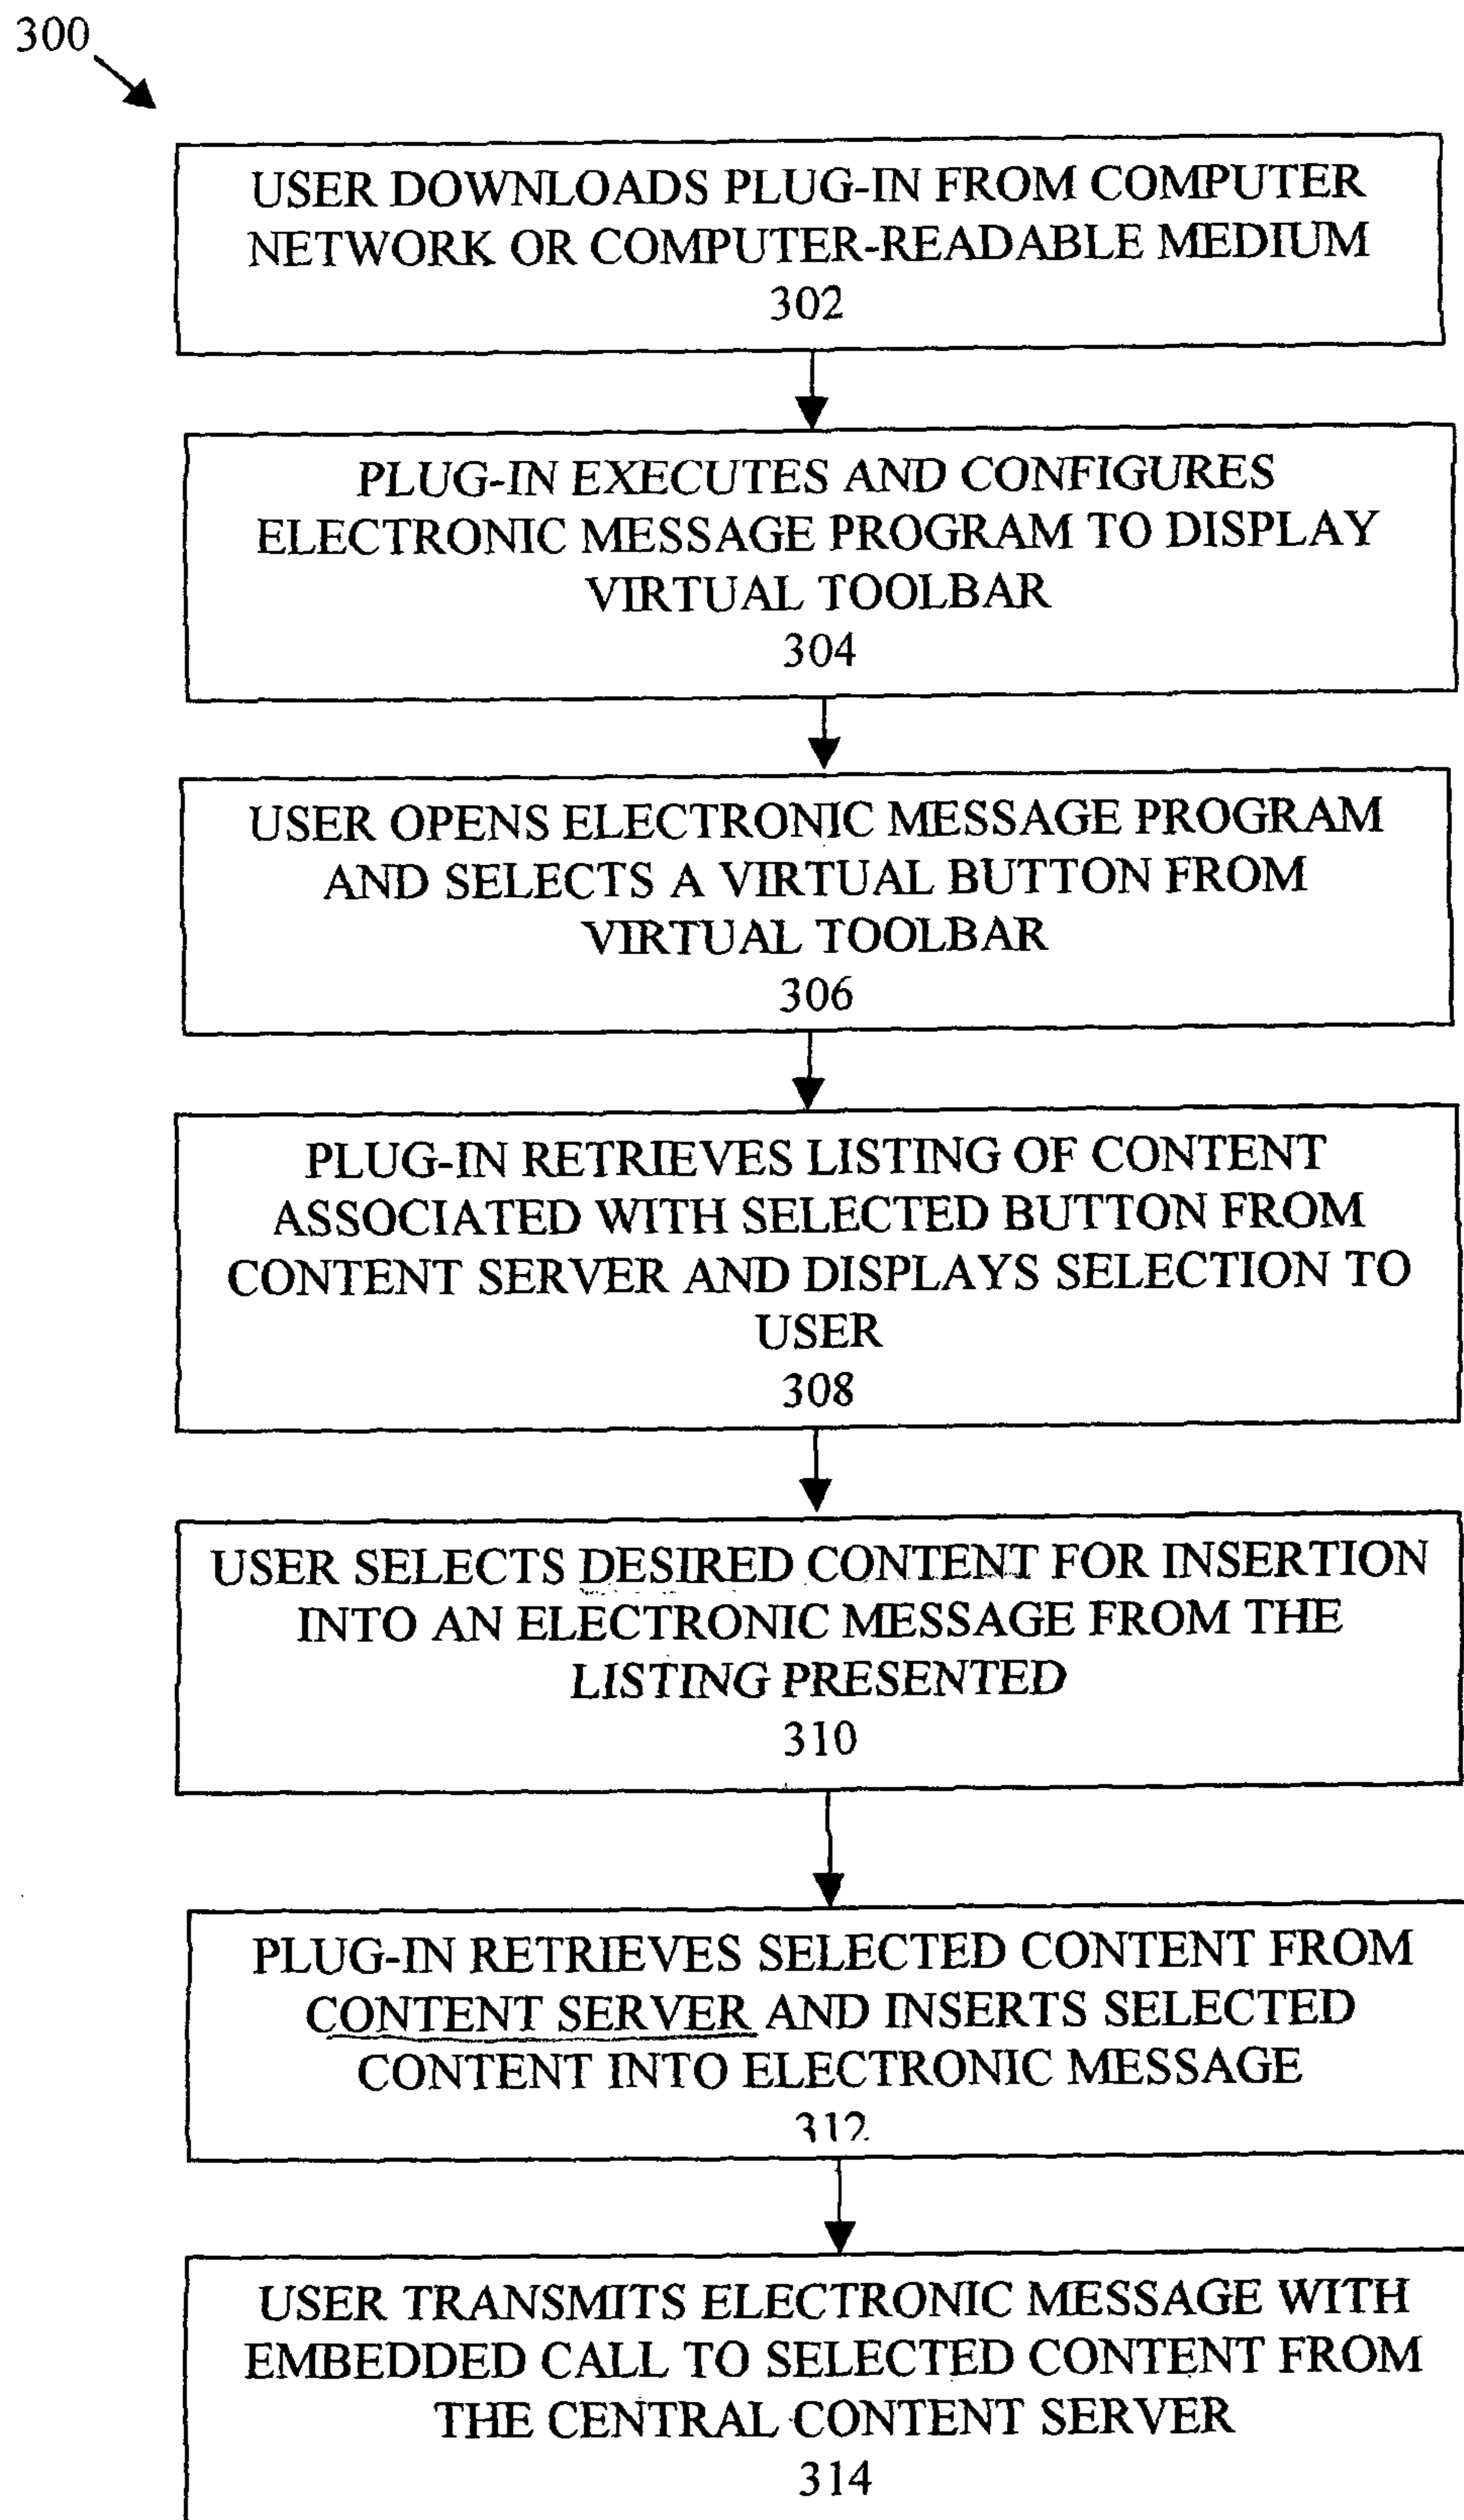 300
USER DOWNLOADS PLUG-IN FROM COMPUTER
NETWORK OR COMPUTER-READABLE MEDIUM
302
PLUG-IN EXECUTES AND CONFIGURES
ELECTRONIC MESSAGE PROGRAM TO DISPLAY
VIRTUAL TOOLBAR
304
USER OPENS ELECTRONIC MESSAGE PROGRAM
AND SELECTS A VIRTUAL BUTTON FROM
VIRTUAL TOOLBAR
306
PLUG-IN RETRIEVES LISTING OF CONTENT
ASSOCIATED WITH SELECTED BUTTON FROM
CONTENT SERVER AND DISPLAYS SELECTION TO
USER
308
USER SELECTS DESIRED CONTENT FOR INSERTION
INTO AN ELECTRONIC MESSAGE FROM THE
LISTING PRESENTED
310
PLUG-IN RETRIEVES SELECTED CONTENT FROM
CONTENT SERVER AND INSERTS SELECTED
CONTENT INTO ELECTRONIC MESSAGE
312
USER TRANSMITS ELECTRONIC MESSAGE WITH
EMBEDDED CALL TO SELECTED CONTENT FROM
THE CENTRAL CONTENT SERVER
314